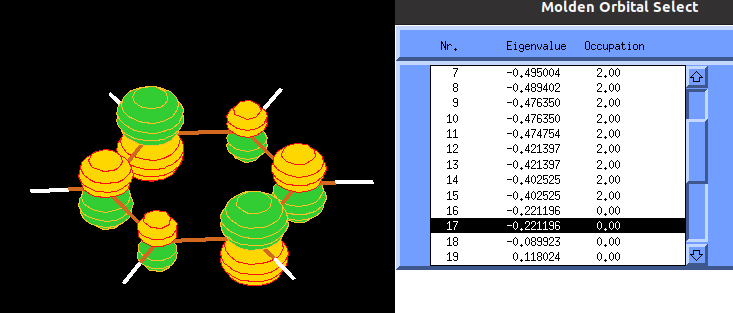 Molden Orbital Select
Nr. Eigenvalue Occupation
7 -0.495004 2.00
8 -0.489402 2.00
9 -0.476350 2.00
10 -0.476350 2.00
11 -0.474754 2.00
12 -0.421397 2.00
13 -0.421397 2.00
14 -0.402525 2.00
15 -0.402525 2.00
16 -0.221196 0.00
17 -0.221196 0.00
18 -0.089923 0.00
19 0.118024 0.00